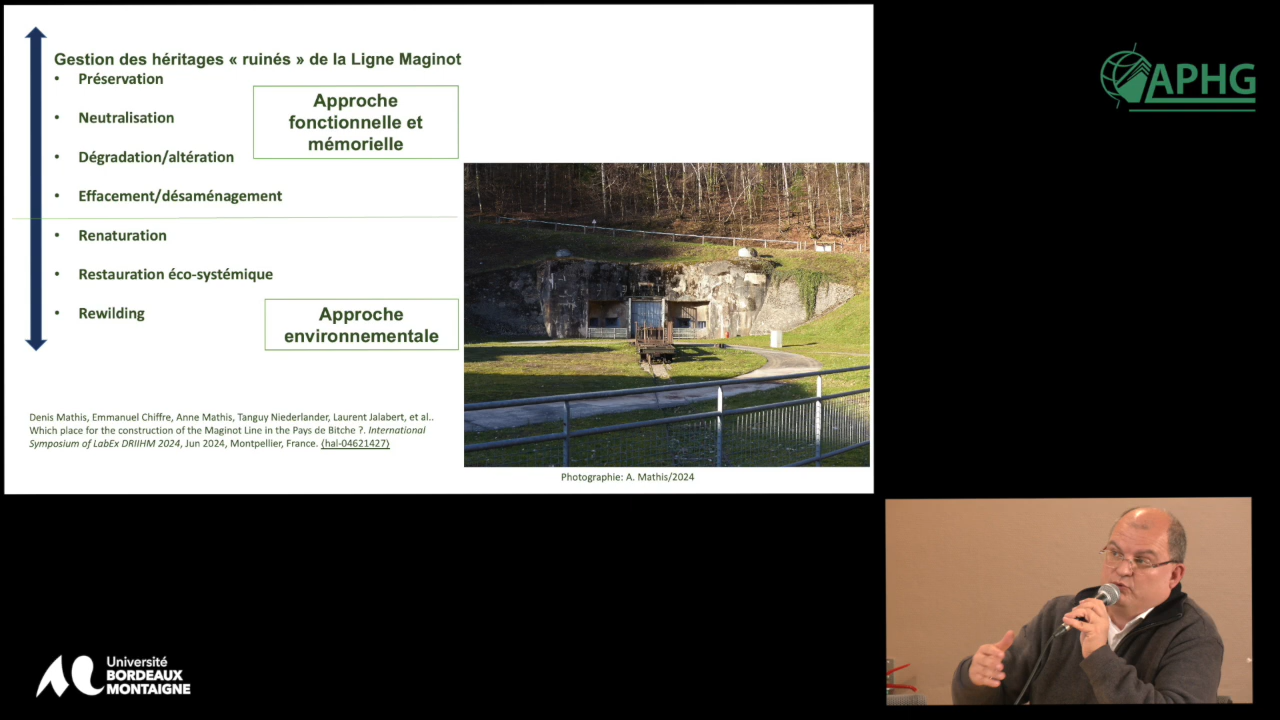 Gestion des héritages « ruinés » de la Ligne Maginot
• Préservation
• Neutralisation
• Dégradation/altération
• Effacement/désaménagement
Approche
fonctionnelle et
mémorielle
• Renaturation
• Restauration éco-systémique
• Rewilding
Approche
environnementale
Denis Mathis, Emmanuel Chiffre, Anne Mathis, Tanguy Niederlander, Laurent Jalabert, et al..
Which place for the construction of the Maginot Line in the Pays de Bitche ?. International
Symposium of LabEx DRIIHM 2024, Jun 2024, Montpellier, France. ⟨hal-04621427⟩
Photographie: A. Mathis/2024
APHG
Université
BORDEAUX
MONTAIGNE